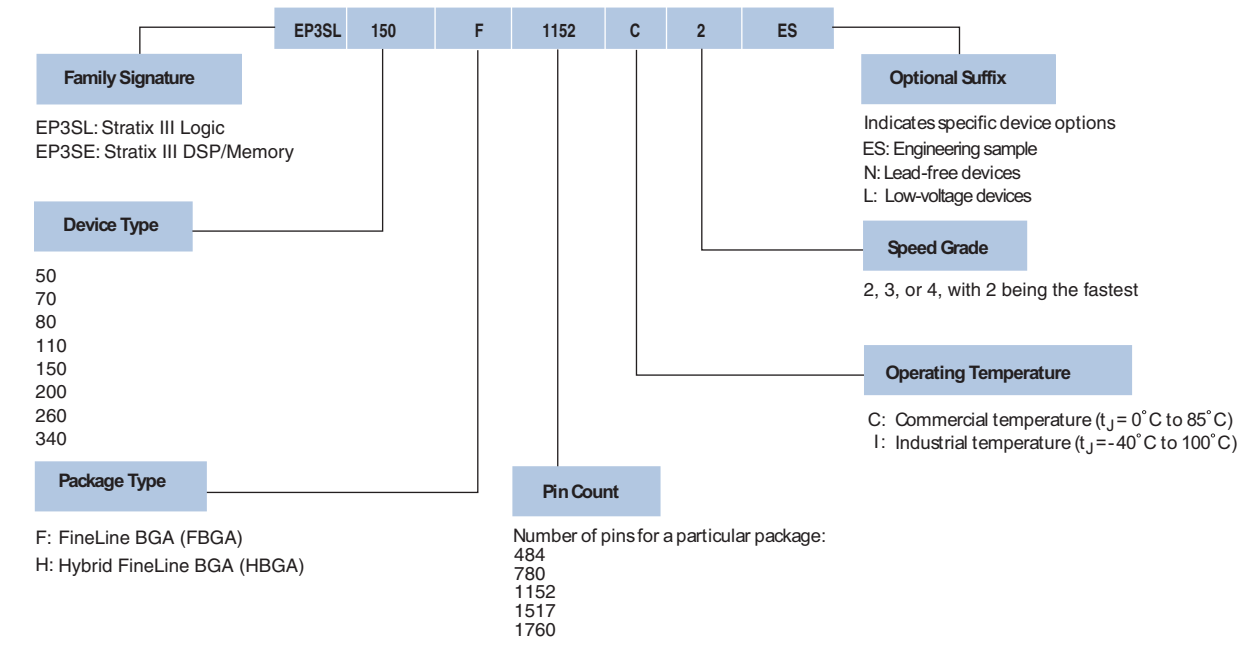 EP3SL 150 F 1152 C 2 ES
Family Signature
EP3SL: Stratix III Logic
EP3SE: Stratix III DSP/Memory
Device Type
50
70
80
110
150
200
260
340
Package Type
F: FineLine BGA (FBGA)
H: Hybrid FineLine BGA (HBGA)
Pin Count
Number of pins for a particular package:
484
780
1152
1517
1760
Optional Suffix
Indicates specific device options
ES: Engineering sample
N: Lead-free devices
L: Low-voltage devices
Speed Grade
2, 3, or 4, with 2 being the fastest
Operating Temperature
C: Commercial temperature (tJ = 0˚C to 85˚C)
I: Industrial temperature (tJ = -40˚C to 100˚C)